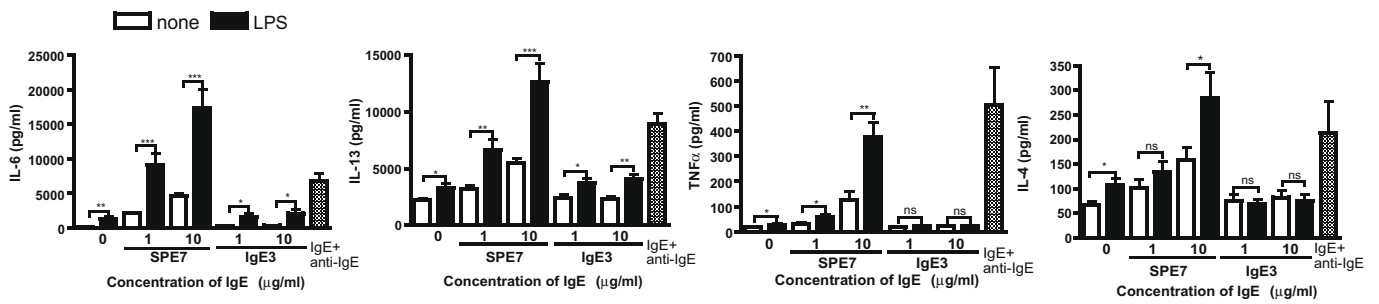 none LPS
IL-6 (pg/ml)
25000
20000
15000
10000
5000
0
** *** *** * *
0 1 10 1 10 IgE+
anti-IgE
SPE7 IgE3
Concentration of IgE (μg/ml)
IL-13 (pg/ml)
15000
10000
5000
0
* ** *** * **
0 1 10 1 10 IgE+
anti-IgE
SPE7 IgE3
Concentration of IgE (μg/ml)
TNFα (pg/ml)
700
600
500
400
300
200
100
0
* * ** ns ns
0 1 10 1 10 IgE+
anti-IgE
SPE7 IgE3
Concentration of IgE (μg/ml)
IL-4 (pg/ml)
350
300
250
200
150
100
50
0
* ns * ns ns
0 1 10 1 10 IgE+
anti-IgE
SPE7 IgE3
Concentration of IgE (μg/ml)